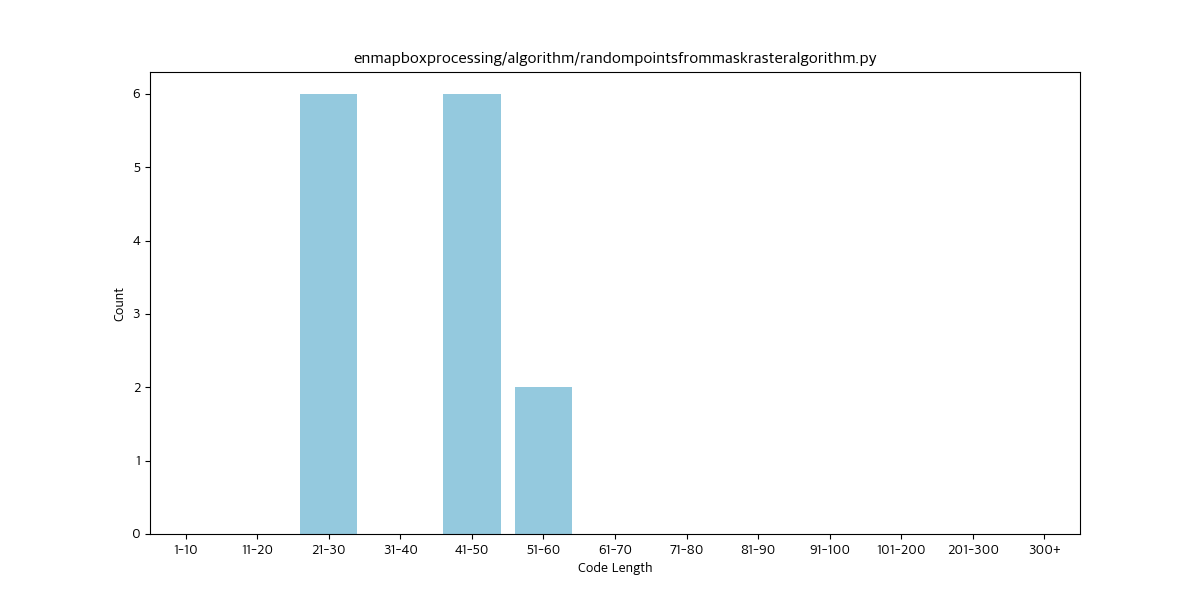 enmapboxprocessing/algorithm/randompointsfrommaskrasteralgorithm.py
6
5
4
3
2
1
0
Count
1-10 11-20 21-30 31-40 41-50 51-60 61-70 71-80 81-90 91-100 101-200 201-300 300+
Code Length